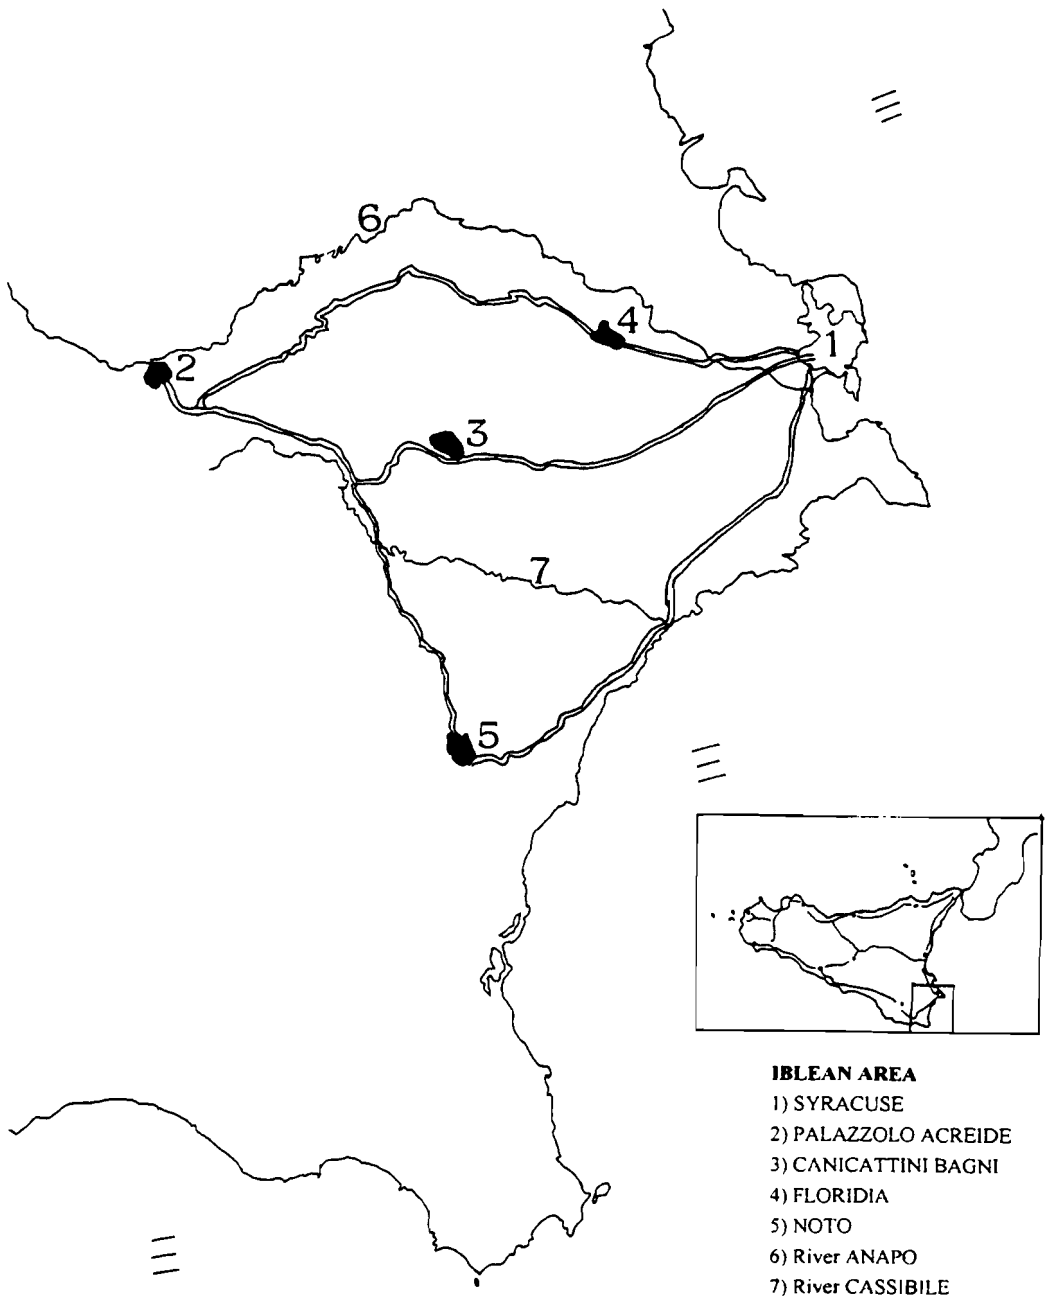 6
4
1
2
3
7
5
IBLEAN AREA
1) SYRACUSE
2) PALAZZOLO ACREIDE
3) CANICATTINI BAGNI
4) FLORIDIA
5) NOTO
6) River ANAPO
7) River CASSIBILE